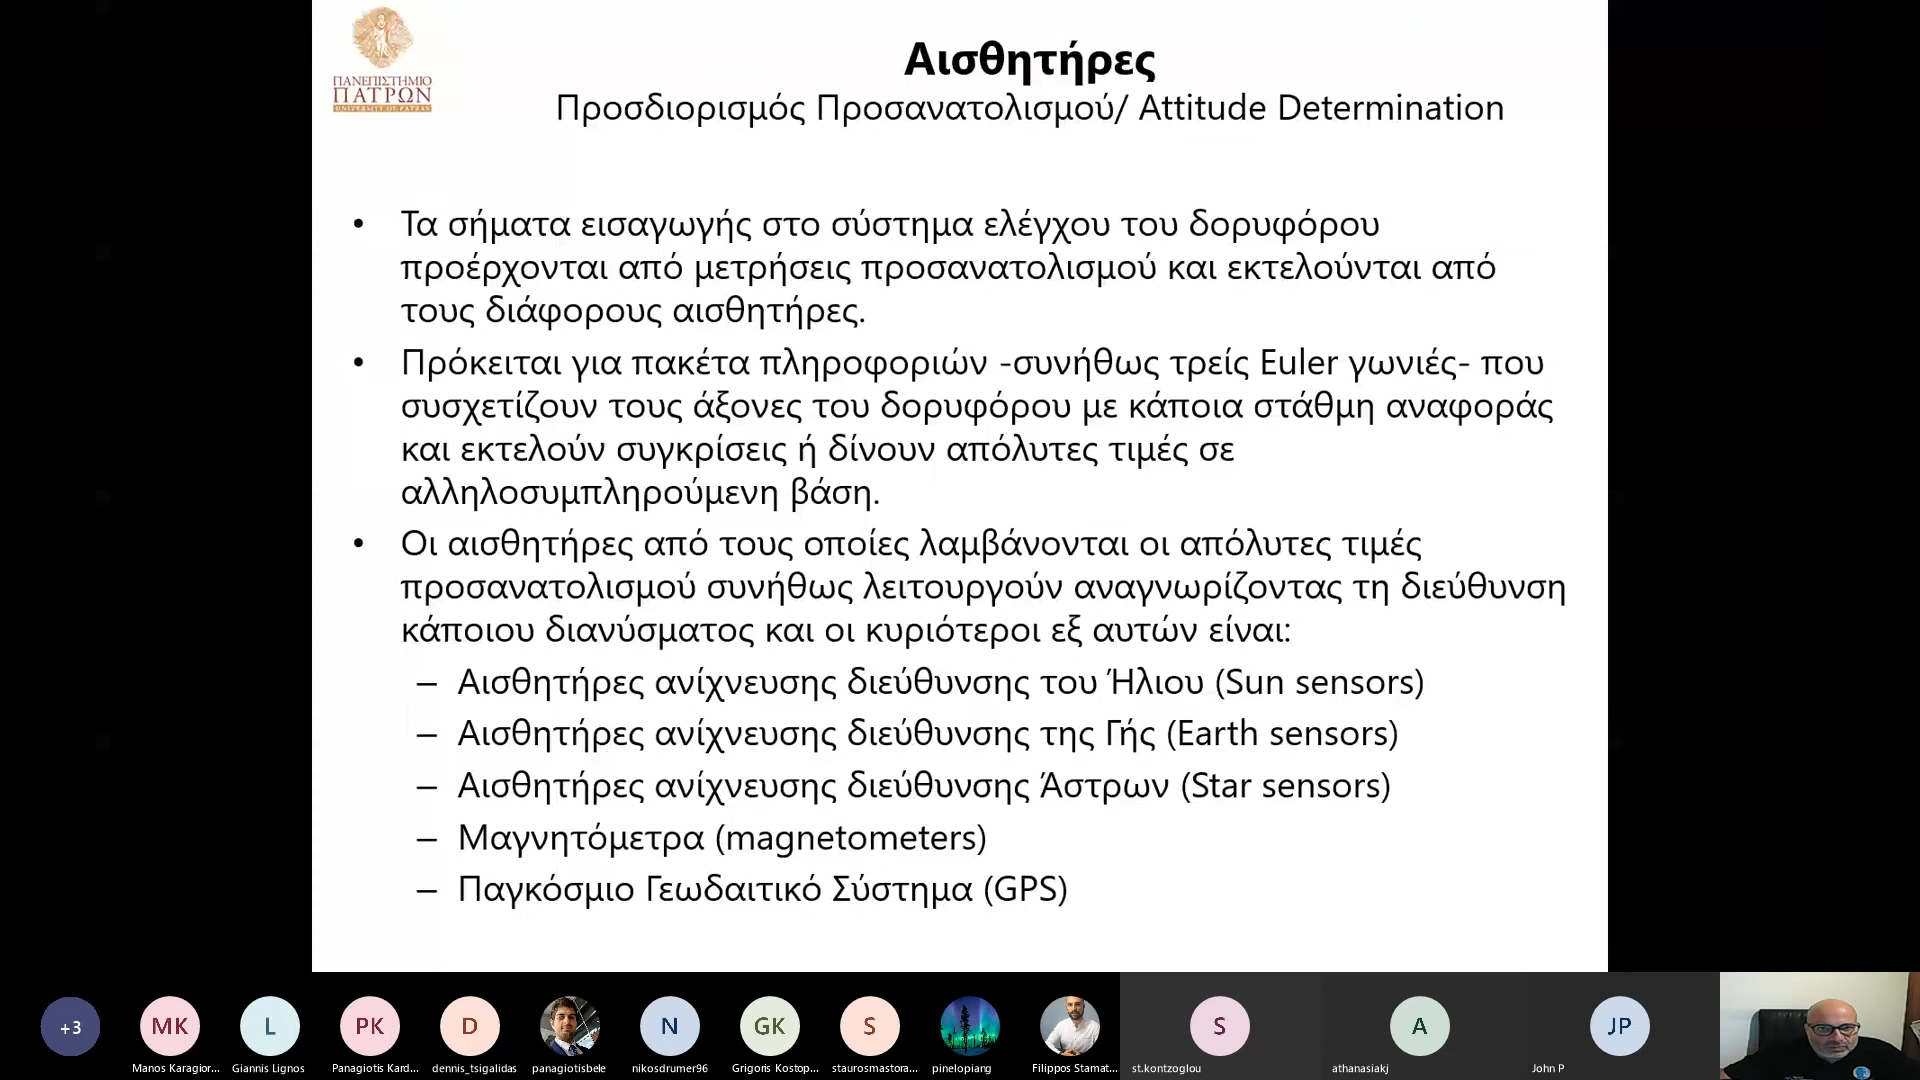 ΠΑΝΕΠΙΣΤΗΜΙΟ
ΠΑΤΡΩΝ
UNIVERSITY OF PATRAS
Αισθητήρες
Προσδιορισμός Προσανατολισμού/ Attitude Determination
• Τα σήματα εισαγωγής στο σύστημα ελέγχου του δορυφόρου
προέρχονται από μετρήσεις προσανατολισμού και εκτελούνται από
τους διάφορους αισθητήρες.
• Πρόκειται για πακέτα πληροφοριών -συνήθως τρείς Euler γωνιές- που
συσχετίζουν τους άξονες του δορυφόρου με κάποια στάθμη αναφοράς
και εκτελούν συγκρίσεις ή δίνουν απόλυτες τιμές σε
αλληλοσυμπληρούμενη βάση.
• Οι αισθητήρες από τους οποίες λαμβάνονται οι απόλυτες τιμές
προσανατολισμού συνήθως λειτουργούν αναγνωρίζοντας τη διεύθυνση
κάποιου διανύσματος και οι κυριότεροι εξ αυτών είναι:
– Αισθητήρες ανίχνευσης διεύθυνσης του Ήλιου (Sun sensors)
– Αισθητήρες ανίχνευσης διεύθυνσης της Γής (Earth sensors)
– Αισθητήρες ανίχνευσης διεύθυνσης Άστρων (Star sensors)
– Μαγνητόμετρα (magnetometers)
– Παγκόσμιο Γεωδαιτικό Σύστημα (GPS)
+3 MK L PK D N GK S S A JP
Manos Karagior... Giannis Lignos Panagiotis Kard... dennis_tsigalidas panagiotisbele nikosdrumer96 Grigoris Kostop... staurosmastora... pinelopiang Filippos Stamat... st.kontzoglou athanasiakj John P